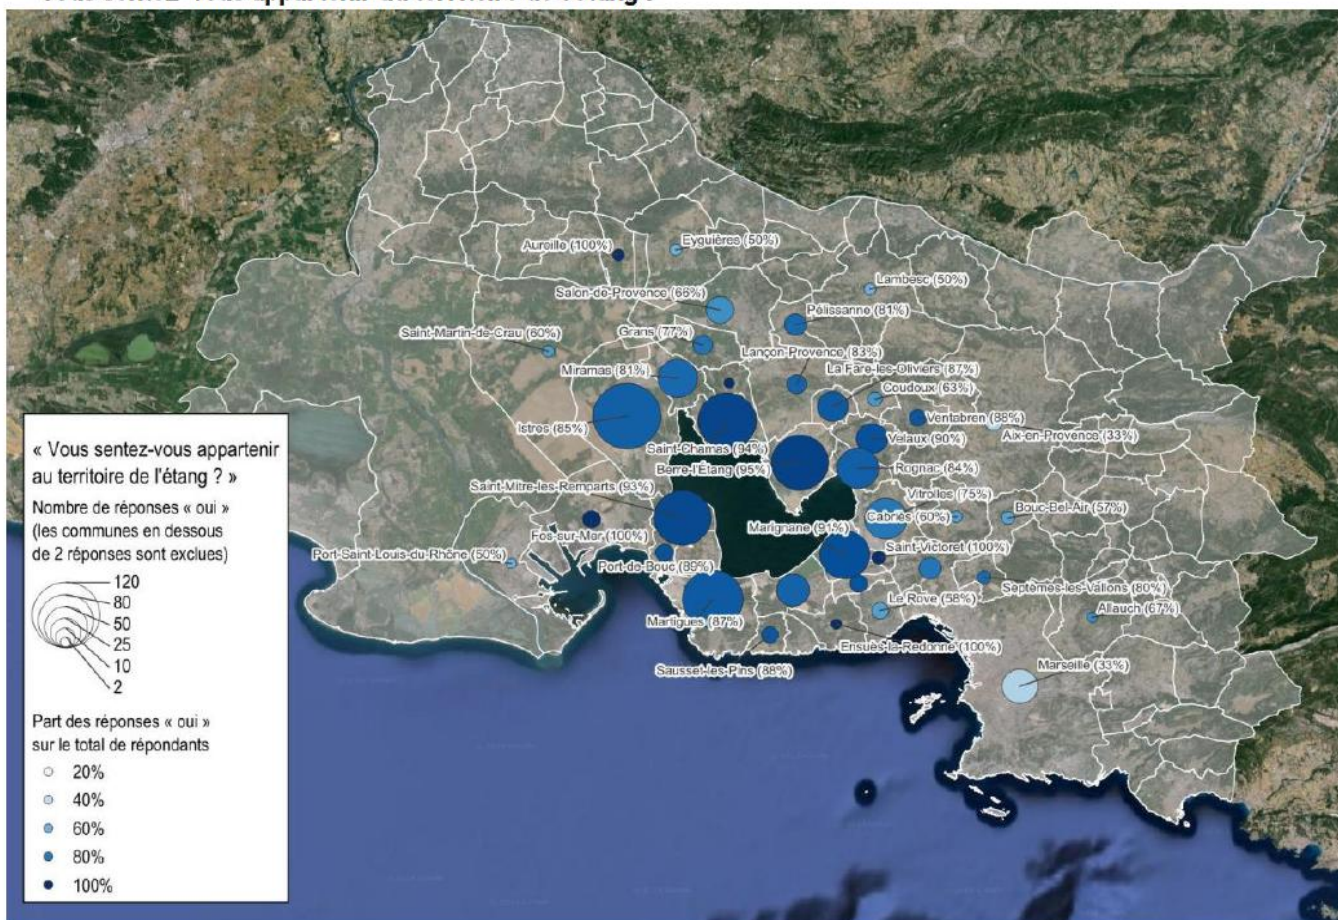 Aureille (100%)
Eyguières (50%)
Lambesc (50%)
Salon-de-Provence (66%)
Pélissanne (81%)
Saint-Martin-de-Crau (60%)
Grans (77%)
Lançon-Provence (83%)
La Fare-les-Oliviers (87%)
Miramas (81%)
Coudoux (63%)
Ventabren (88%)
Istres (85%)
Aix-en-Provence (33%)
Saint-Chamas (94%)
Velaux (90%)
Berre-l'Étang (95%)
Rognac (84%)
Saint-Mitre-les-Remparts (93%)
Vitrolles (75%)
Cabriès (60%)
Bouc-Bel-Air (57%)
Fos-sur-Mer (100%)
Marignane (91%)
Saint-Victoret (100%)
Port-Saint-Louis-du-Rhône (50%)
Port-de-Bouc (89%)
Septèmes-les-Vallons (80%)
Le Rove (58%)
Allauch (67%)
Martigues (87%)
Ensuès-la-Redonne (100%)
Sausset-les-Pins (88%)
Marseille (33%)
« Vous sentez-vous appartenir
au territoire de l'étang ? »
Nombre de réponses « oui »
(les communes en dessous
de 2 réponses sont exclues)
120
80
50
25
10
2
Part des réponses « oui »
sur le total de répondants
20%
40%
60%
80%
100%